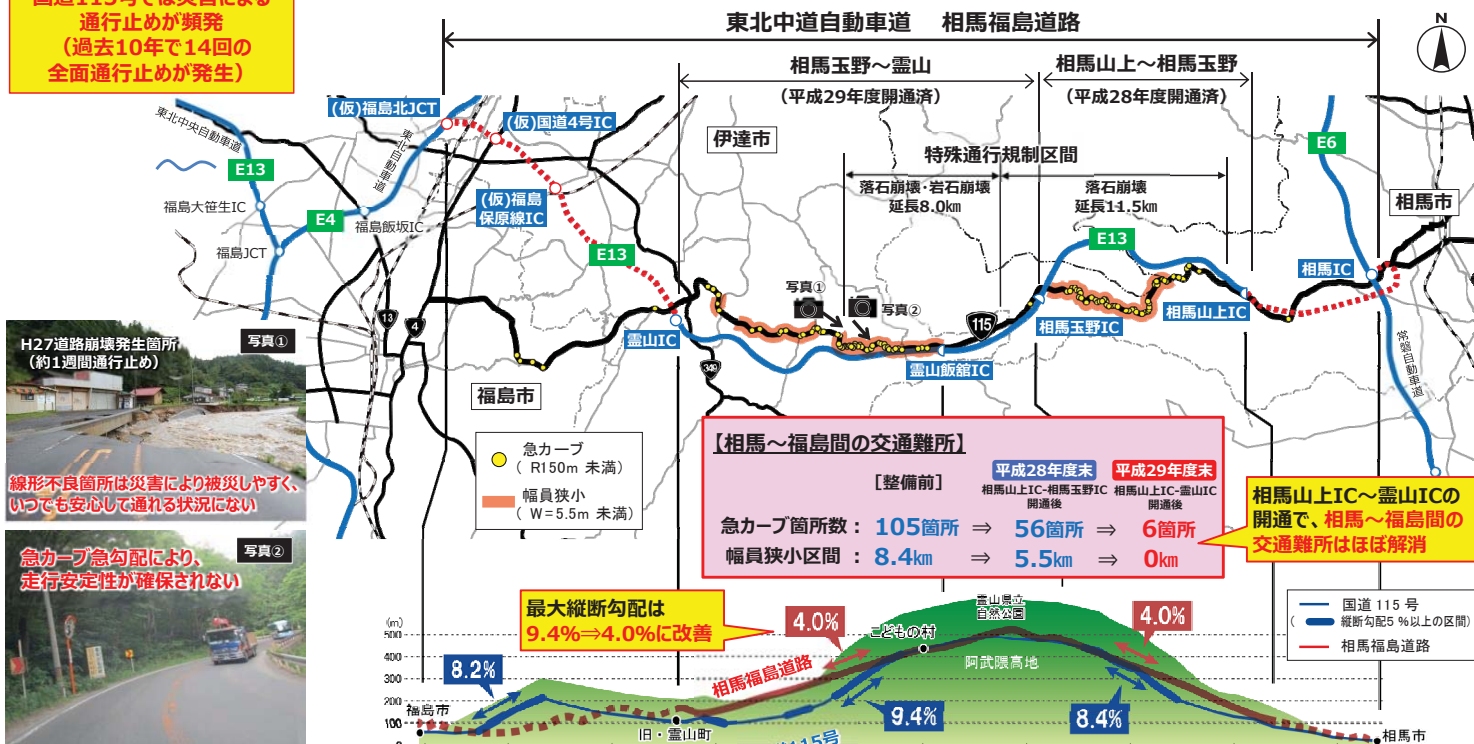 国道115号では災害による
通行止めが頻発
(過去10年で14回の
全面通行止めが発生)
東北中道自動車道 相馬福島道路
N
相馬玉野～霊山
(平成29年度開通済)
相馬山上～相馬玉野
(平成28年度開通済)
(仮)福島北JCT
(仮)国道4号IC
東北中央自動車道
東北自動車道
伊達市
特殊通行規制区間
E6
E13
落石崩壊・岩石崩壊
延長8.0km
落石崩壊
延長11.5km
(仮)福島
保原線IC
相馬市
福島大笹生IC
E4
福島飯坂IC
福島JCT
E13
E13
相馬IC
写真①
写真②
13
4
115
霊山IC
相馬玉野IC
相馬山上IC
349
霊山飯舘IC
常磐自動車道
福島市
H27道路崩壊発生箇所
(約1週間通行止め)
写真①
線形不良箇所は災害により被災しやすく、
いつでも安心して通れる状況にない
急カーブ
( R150m 未満)
幅員狭小
( W=5.5m 未満)
【相馬～福島間の交通難所】
[整備前]
平成28年度末
平成29年度末
相馬山上IC-相馬玉野IC
開通後
相馬山上IC-霊山IC
開通後
急カーブ箇所数： 105箇所 ⇒ 56箇所 ⇒ 6箇所
幅員狭小区間： 8.4km ⇒ 5.5km ⇒ 0km
相馬山上IC～霊山ICの
開通で、相馬～福島間の
交通難所はほぼ解消
写真②
急カーブ急勾配により、
走行安定性が確保されない
最大縦断勾配は
9.4%⇒4.0%に改善
国道115号
( 縦断勾配5%以上の区間)
相馬福島道路
(m)
500
400
300
200
100
0
8.2%
4.0%
霊山県立
自然公園
こどもの村
4.0%
相馬福島道路
阿武隈高地
9.4%
8.4%
福島市
旧・霊山町
115号
相馬市